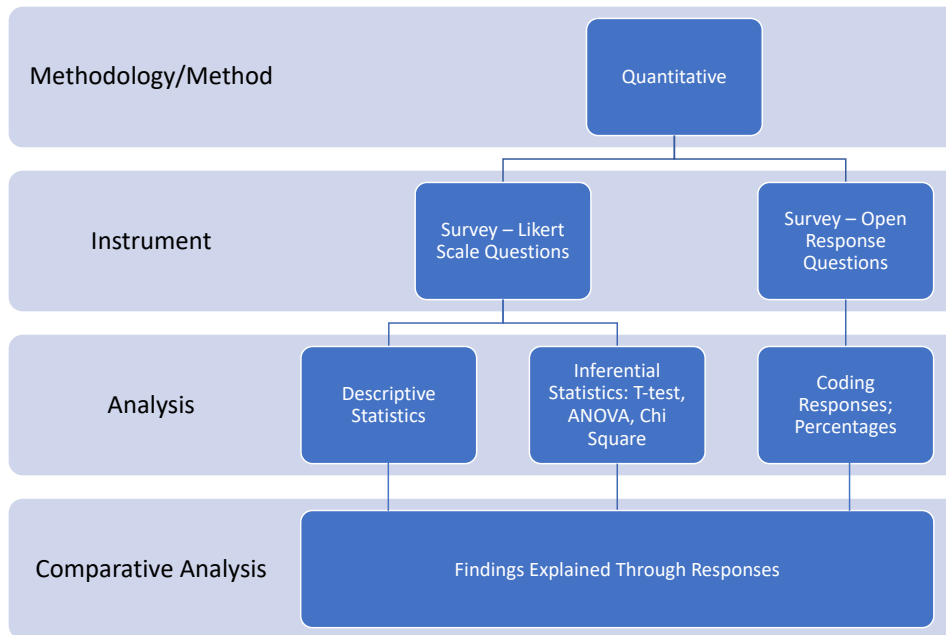 Methodology/Method
Quantitative
Instrument
Survey – Likert
Scale Questions
Survey – Open
Response
Questions
Analysis
Descriptive
Statistics
Inferential
Statistics: T-test,
ANOVA, Chi
Square
Coding
Responses;
Percentages
Comparative Analysis
Findings Explained Through Responses